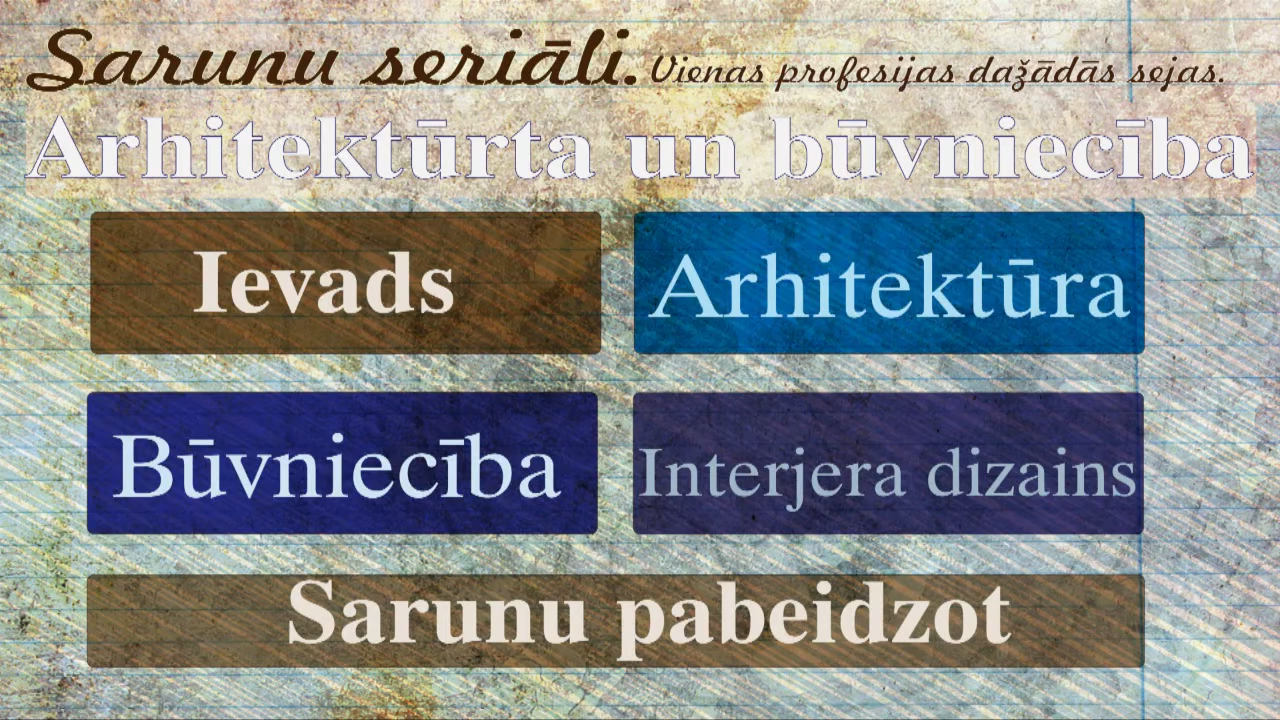 Sarunu seriāli. Vienas profesijas dažādās sejas.
Arhitektūrta un būvniecība
Ievads
Arhitektūra
Būvniecība
Interjera dizains
Sarunu pabeidzot